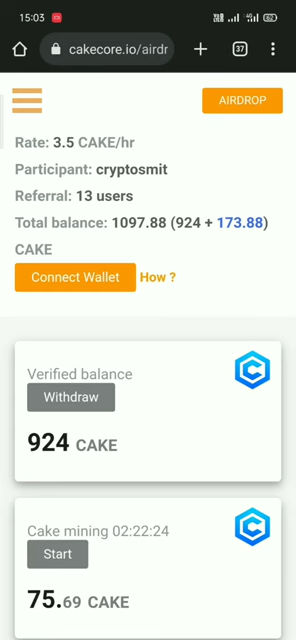 15:03
cakecore.io/airdr
37
AIRDROP
Rate: 3.5 CAKE/hr
Participant: cryptosmit
Referral: 13 users
Total balance: 1097.88 (924 + 173.88)
CAKE
Connect Wallet How ?
Verified balance
Withdraw
924 CAKE
Cake mining 02:22:24
Start
75.69 CAKE